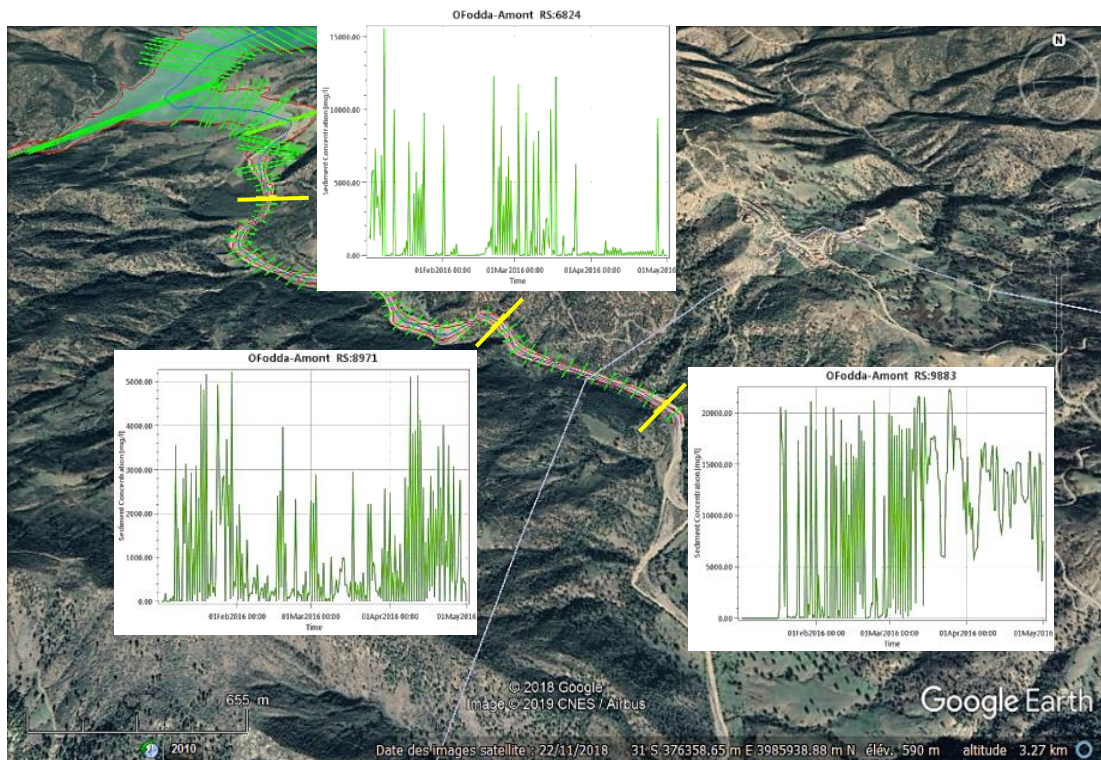 OFodda-Amont RS:6824
15000.00
10000.00
5000.00
0.00
Sediment Concentration [mg/l]
01Feb2016 00:00 01Mar2016 00:00 01Apr2016 00:00 01May2016
Time
N
OFodda-Amont RS:8971
5000.00
4000.00
3000.00
2000.00
1000.00
0.00
Sediment Concentration [mg/l]
01Feb2016 00:00 01Mar2016 00:00 01Apr2016 00:00 01May2016
Time
OFodda-Amont RS:9883
20000.00
15000.00
10000.00
5000.00
0.00
Sediment Concentration [mg/l]
01Feb2016 00:00 01Mar2016 00:00 01Apr2016 00:00 01May2016
Time
655 m
© 2018 Google
Image © 2019 CNES / Airbus
Google Earth
2010
Date des images satellite : 22/11/2018 31 S 376358.65 m E 3985938.88 m N élév. 590 m altitude 3.27 km